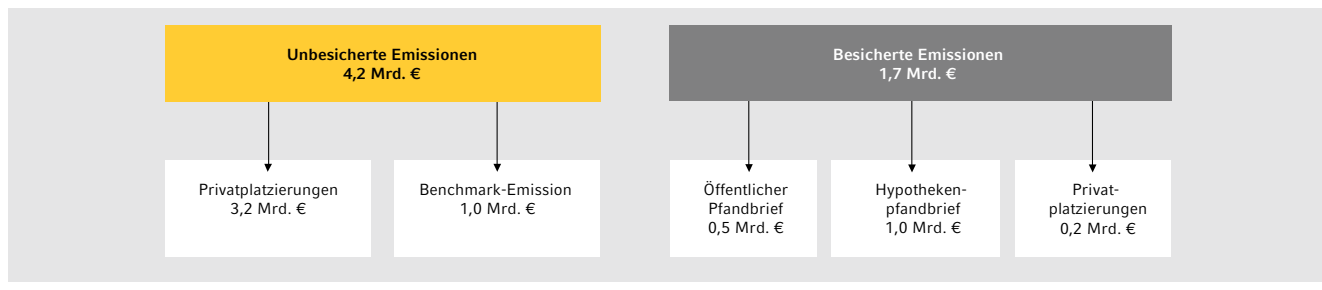 Unbesicherte Emissionen
4,2 Mrd. €
Besicherte Emissionen
1,7 Mrd. €
Privatplatzierungen
3,2 Mrd. €
Benchmark-Emission
1,0 Mrd. €
Öffentlicher
Pfandbrief
0,5 Mrd. €
Hypotheken-
pfandbrief
1,0 Mrd. €
Privat-
platzierungen
0,2 Mrd. €